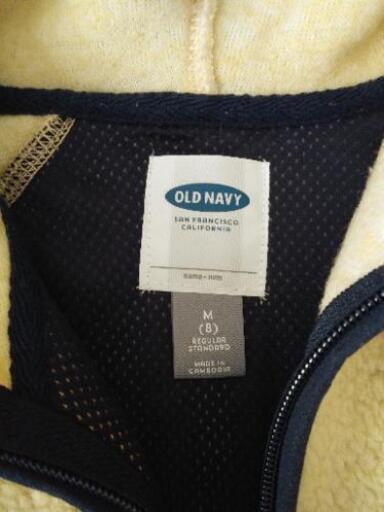 OLD NAVY
SAN FRANCISCO
CALIFORNIA
M
(8)
REGULAR
STANDARD
MADE IN
CAMBODIA